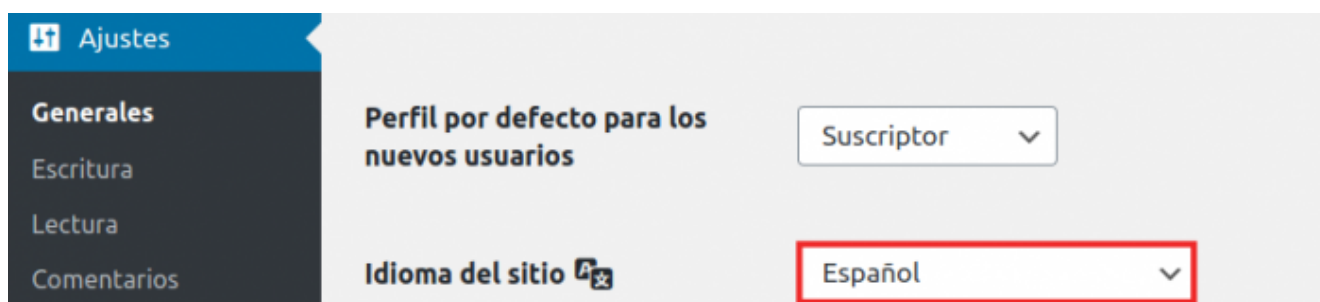 Ajustes
Generales
Escritura
Lectura
Comentarios
Perfil por defecto para los
nuevos usuarios
Suscriptor
Idioma del sitio
Español